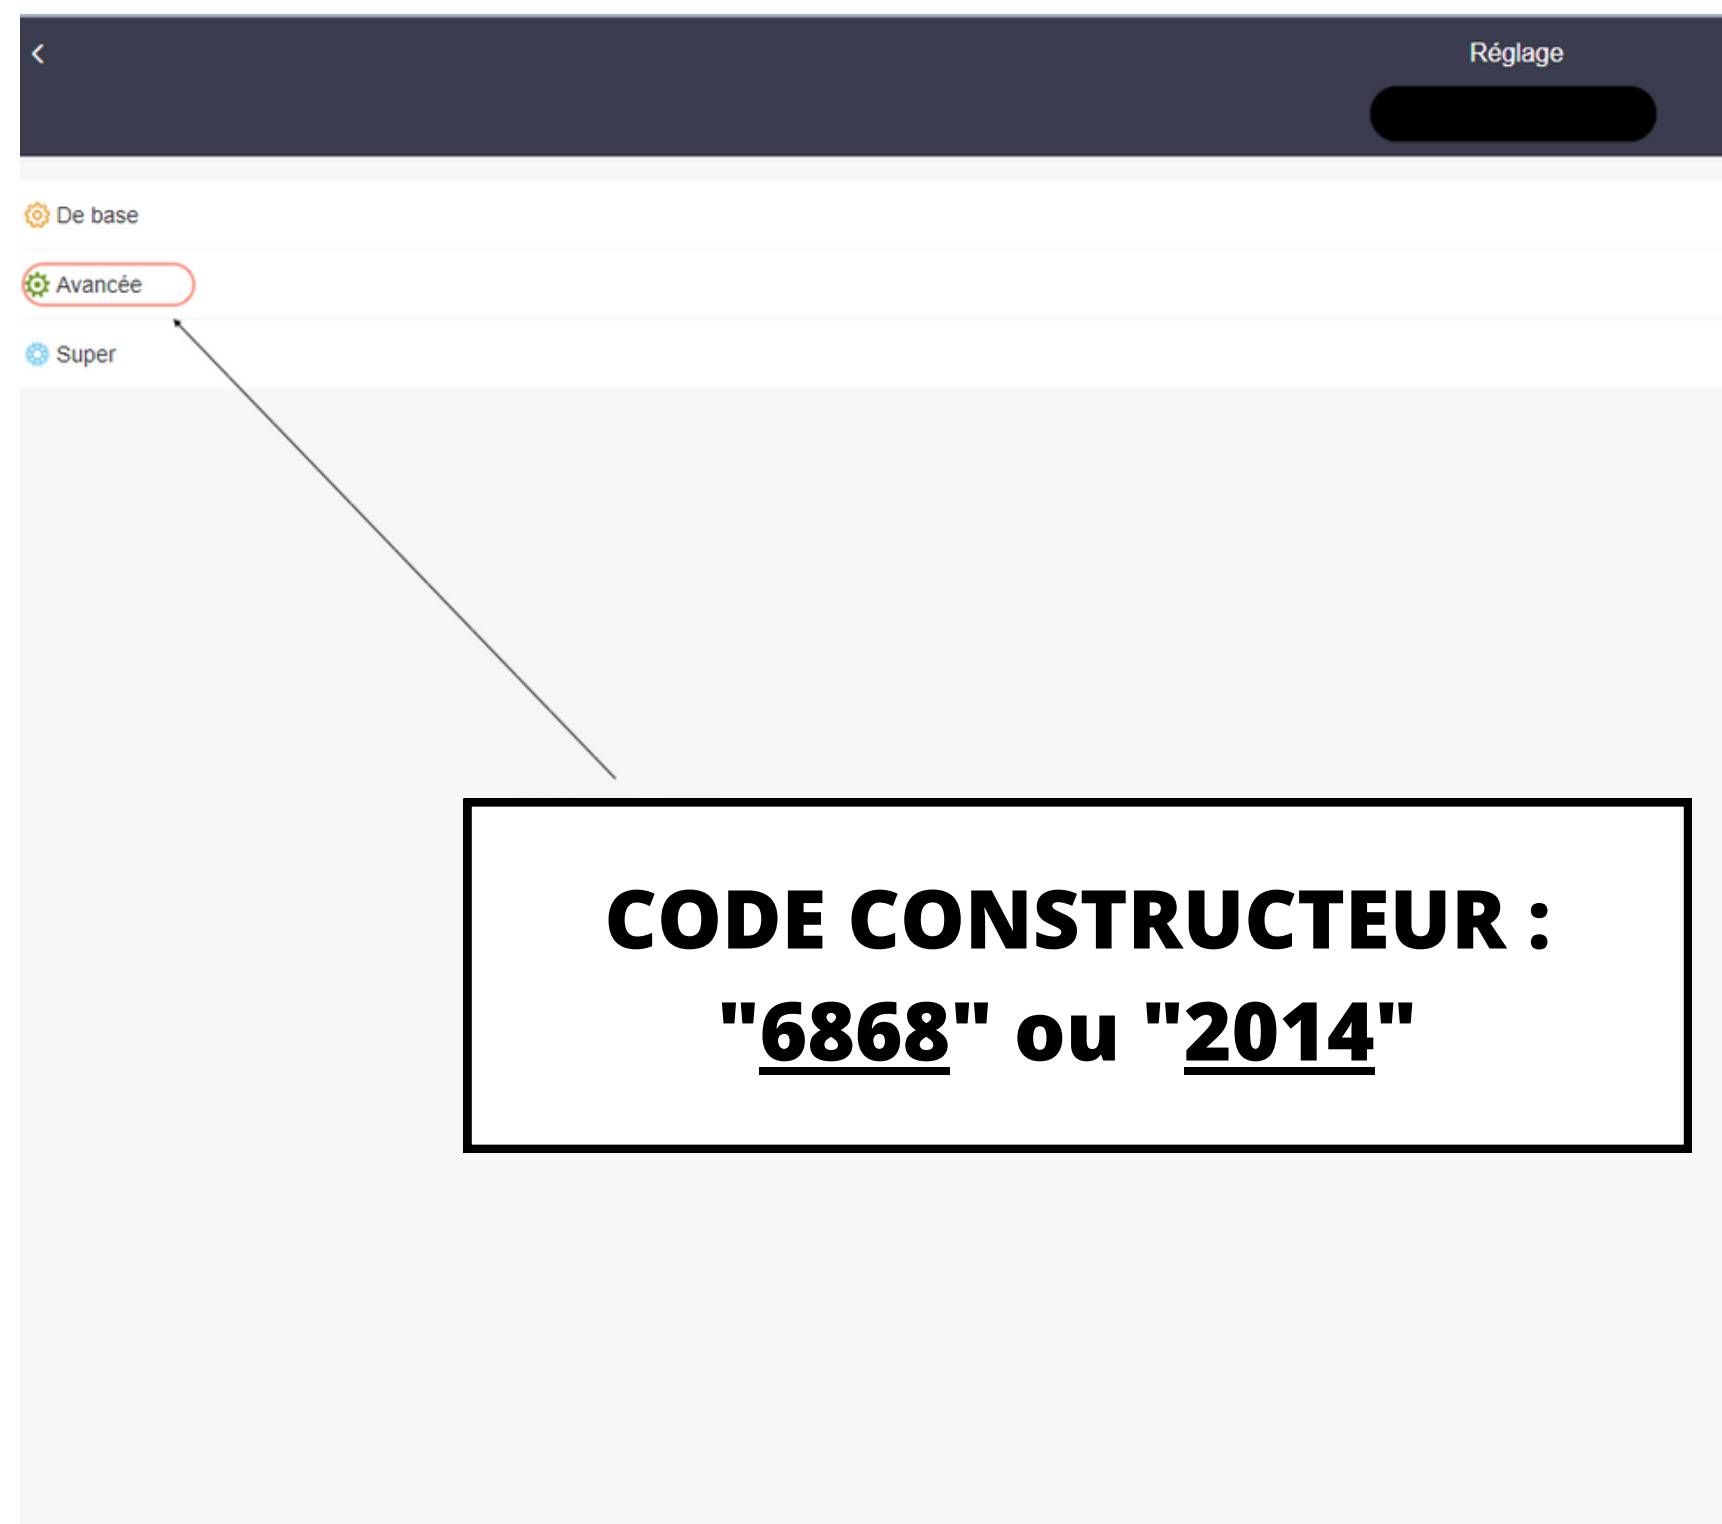 Réglage
De base
Avancée
Super
CODE CONSTRUCTEUR :
"6868" ou "2014"